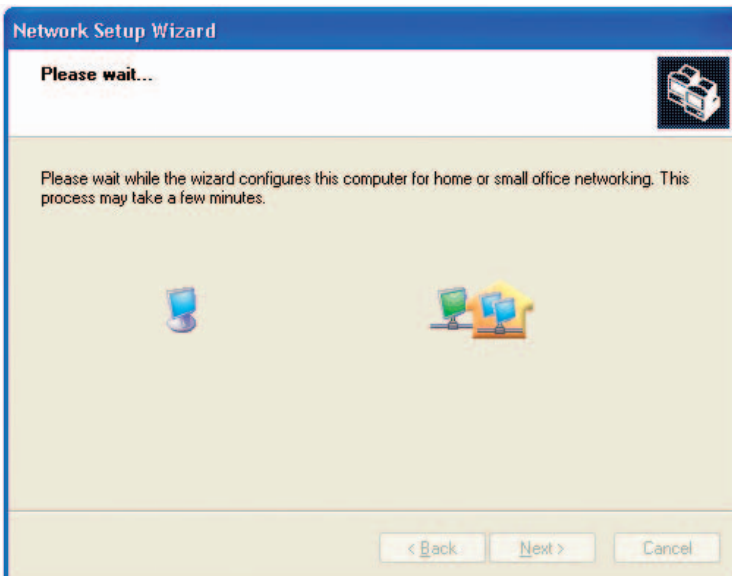 Network Setup Wizard
Please wait...
Please wait while the wizard configures this computer for home or small office networking. This
process may take a few minutes.
< Back
Next >
Cancel